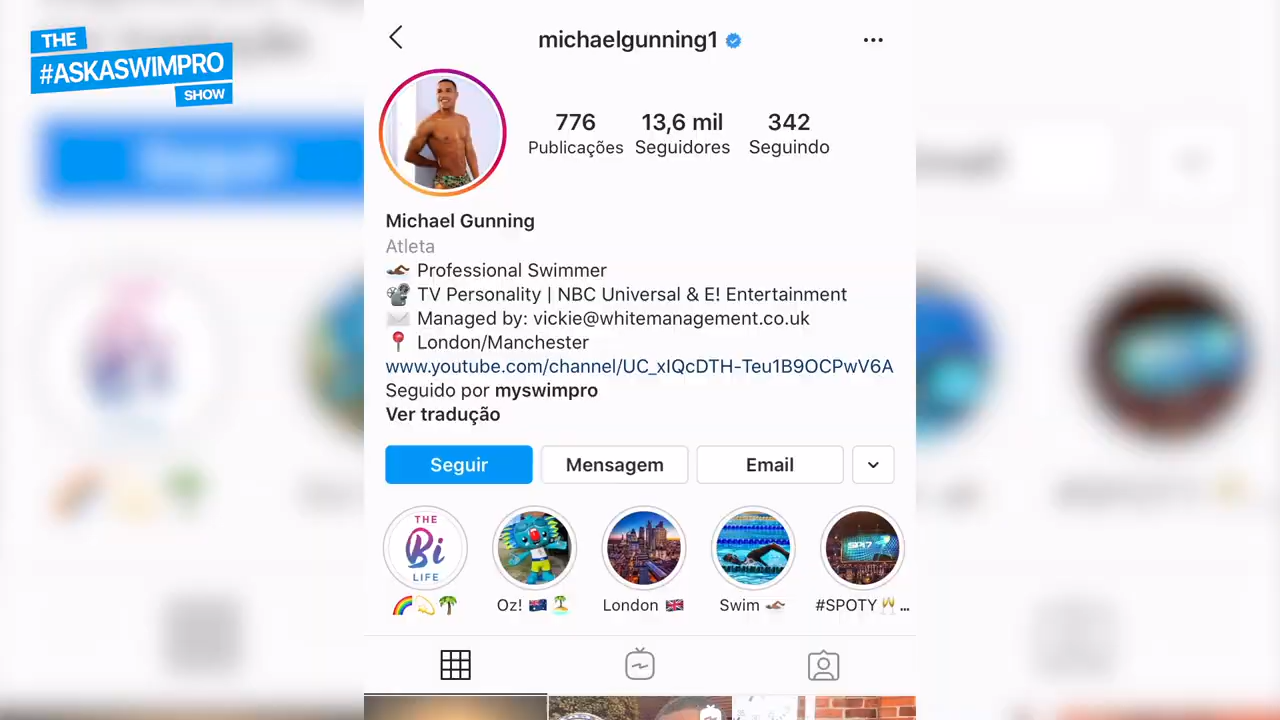 THE
#ASKASWIMPRO
SHOW
michaelgunning1
776
13,6 mil
342
Publicações
Seguidores
Seguindo
Michael Gunning
Atleta
🏊🏾 Professional Swimmer
📽 TV Personality | NBC Universal & E! Entertainment
✉️ Managed by: vickie@whitemanagement.co.uk
📍 London/Manchester
www.youtube.com/channel/UC_xIQcDTH-Teu1B9OCPwV6A
Seguido por myswimpro
Ver tradução
Seguir
Mensagem
Email
THE
Bi
LIFE
SPI7
🌈💫🌴
Oz! 🇦🇺🏝
London 🇬🇧
Swim 🏊🏾
#SPOTY 🥂...